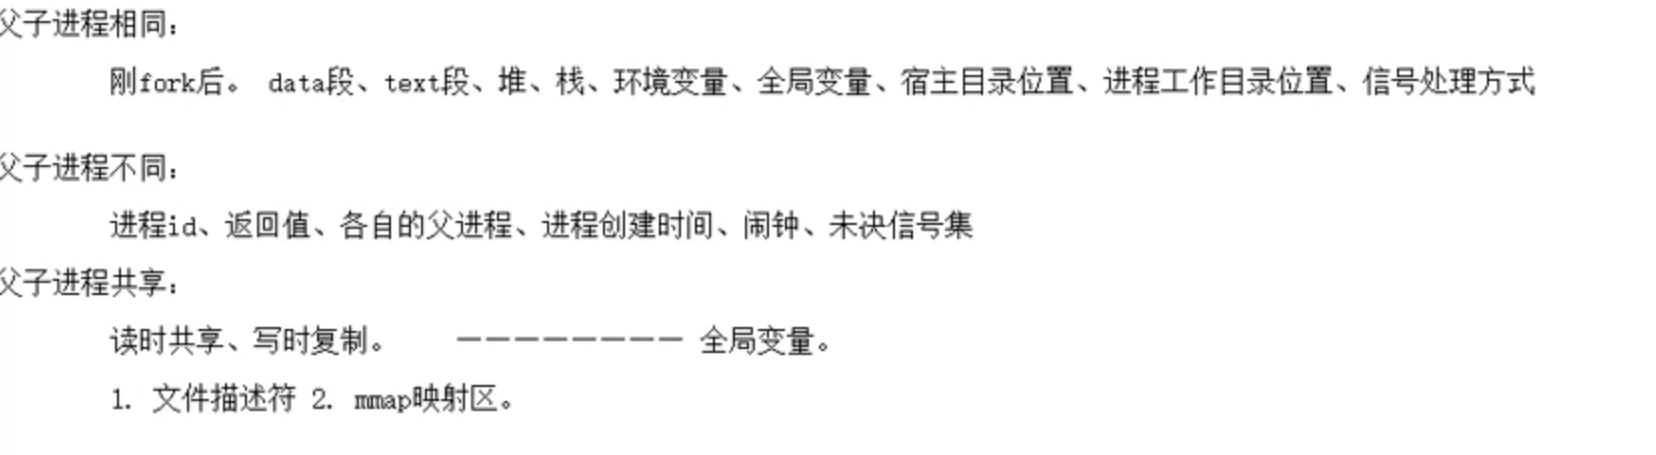 父子进程相同：
刚fork后。 data段、text段、堆、栈、环境变量、全局变量、宿主目录位置、进程工作目录位置、信号处理方式
父子进程不同：
进程id、返回值、各自的父进程、进程创建时间、闹钟、未决信号集
父子进程共享：
读时共享、写时复制。 ———————— 全局变量。
1. 文件描述符 2. mmap映射区。